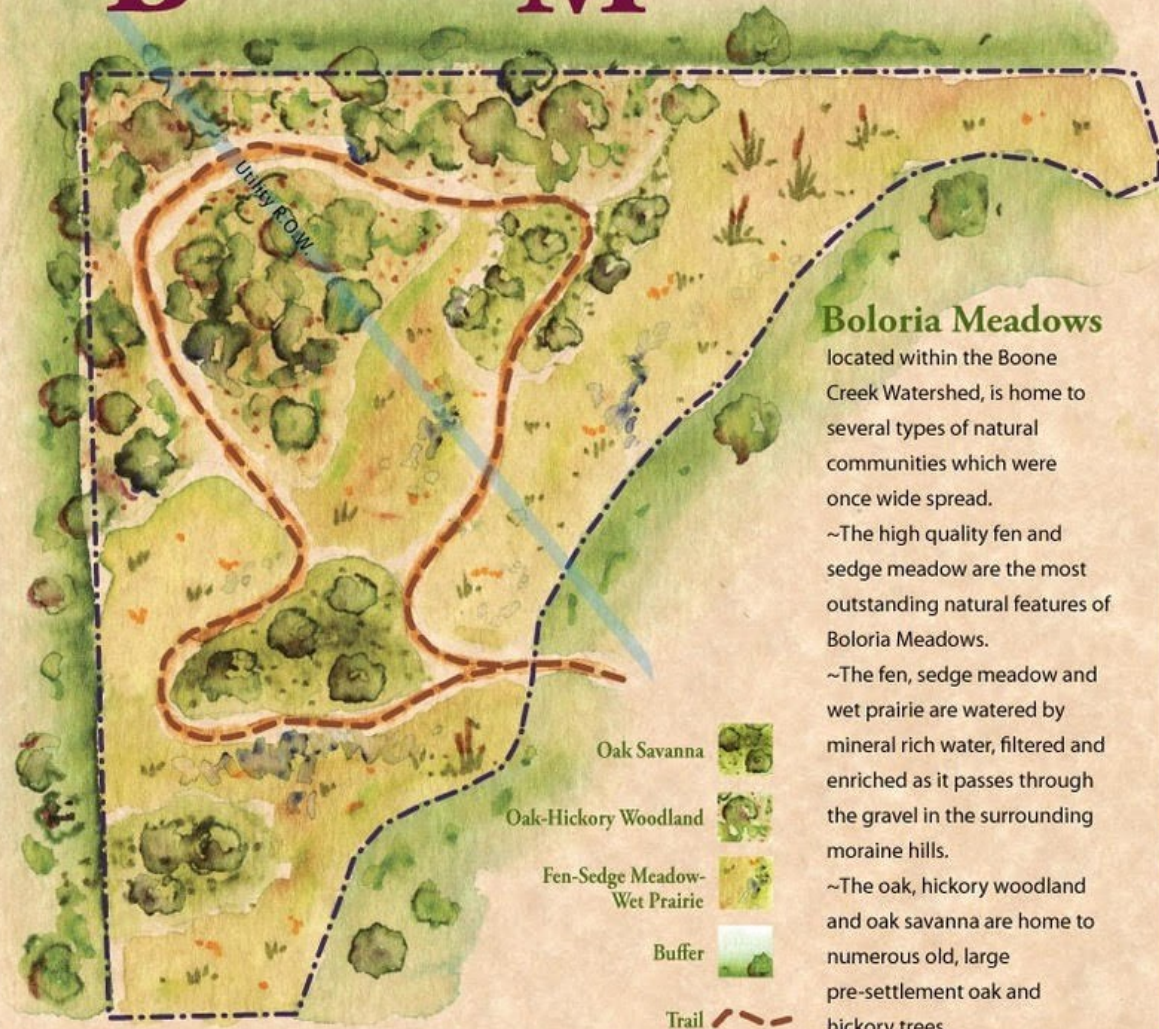 Utility R.O.W.
Boloria Meadows
located within the Boone
Creek Watershed, is home to
several types of natural
communities which were
once wide spread.
~The high quality fen and
sedge meadow are the most
outstanding natural features of
Boloria Meadows.
~The fen, sedge meadow and
wet prairie are watered by
mineral rich water, filtered and
enriched as it passes through
the gravel in the surrounding
moraine hills.
~The oak, hickory woodland
and oak savanna are home to
numerous old, large
pre-settlement oak and
hickory trees
Oak Savanna
Oak-Hickory Woodland
Fen-Sedge Meadow-
Wet Prairie
Buffer
Trail